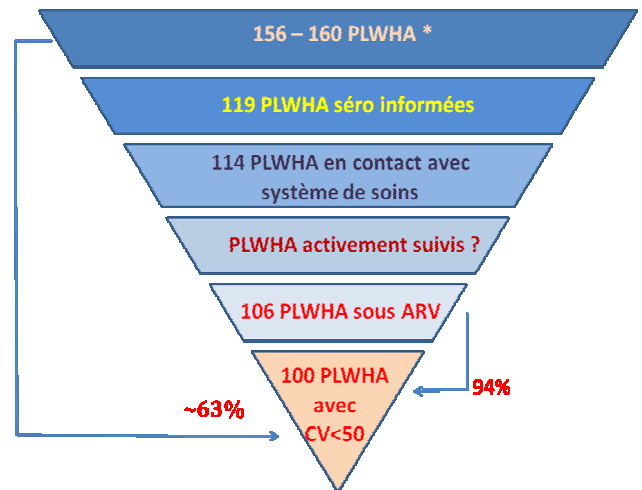 156 – 160 PLWHA *
119 PLWHA séro informées
114 PLWHA en contact avec
système de soins
PLWHA activement suivis ?
106 PLWHA sous ARV
100 PLWHA
avec
CV<50
94%
~63%